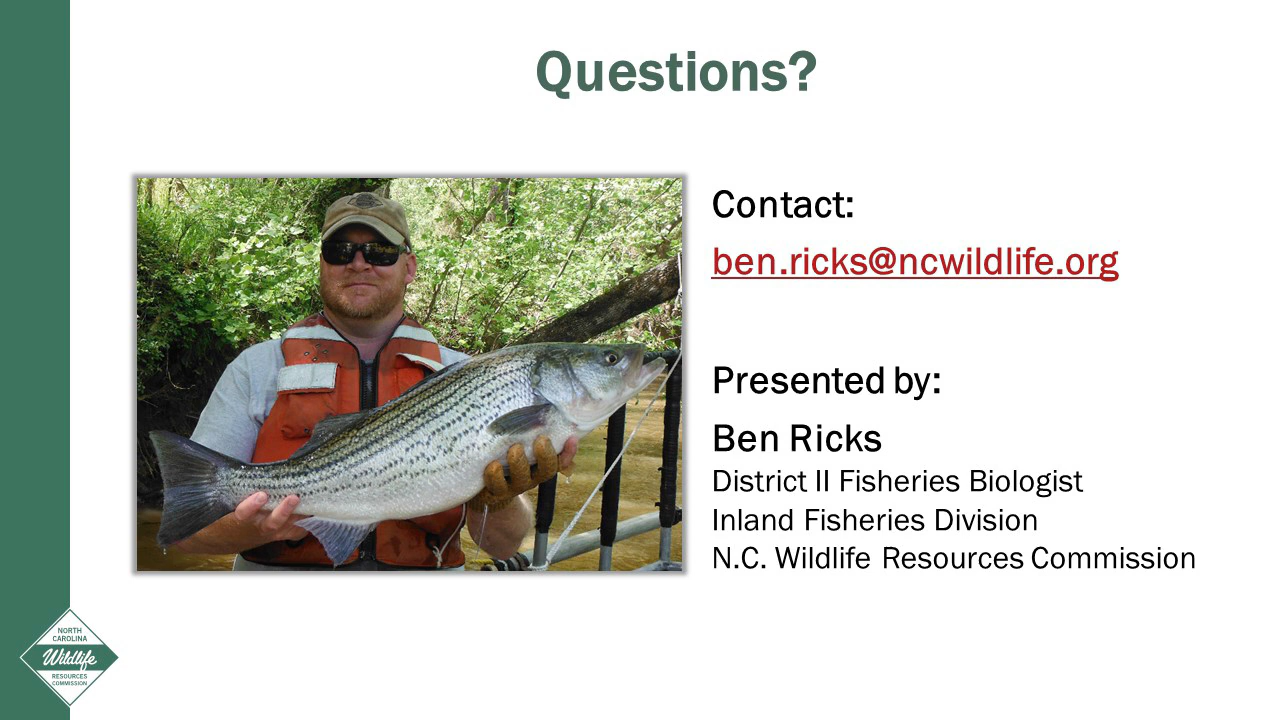 Questions?
Contact:
ben.ricks@ncwildlife.org
Presented by:
Ben Ricks
District II Fisheries Biologist
Inland Fisheries Division
N.C. Wildlife Resources Commission
NORTH
CAROLINA
Wildlife
RESOURCES
COMMISSION